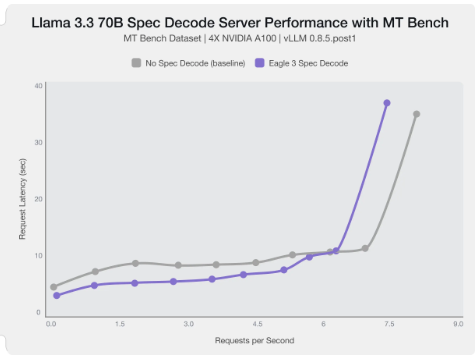 Llama 3.3 70B Spec Decode Server Performance with MT Bench
MT Bench Dataset | 4X NVIDIA A100 | vLLM 0.8.5.post1
No Spec Decode (baseline)
Eagle 3 Spec Decode
Request Latency (sec)
40
30
20
10
0
0.0 1.5 3.0 4.5 6 7.5 9.0
Requests per Second